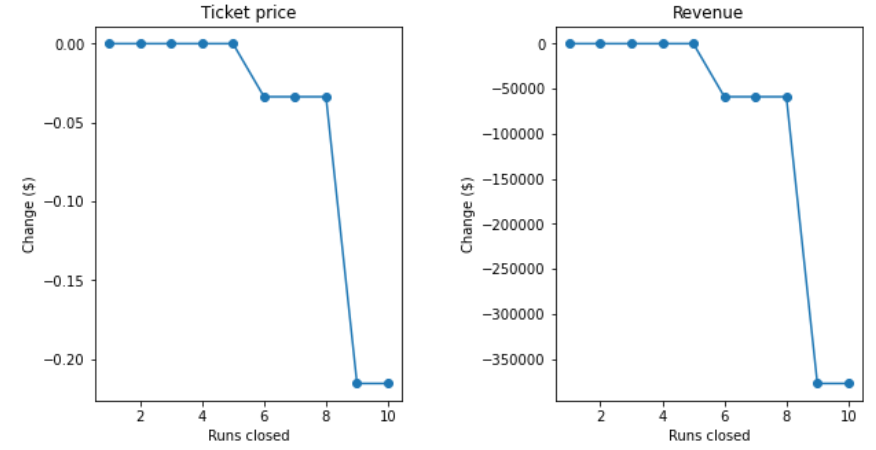 Ticket price
0.00
−0.05
−0.10
−0.15
−0.20
Change ($)
2 4 6 8 10
Runs closed
Revenue
0
−50000
−100000
−150000
−200000
−250000
−300000
−350000
Change ($)
2 4 6 8 10
Runs closed